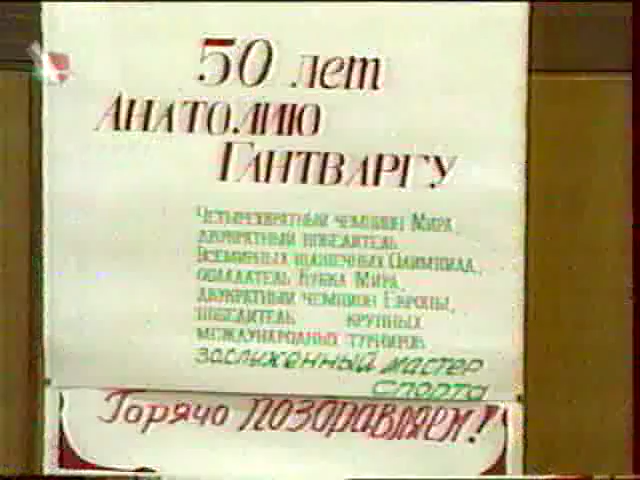 50 лет
Анатолию
Гантваргу
Четырехкратный чемпион Мира,
двукратный победитель
Всемирных шашечных Олимпиад,
обладатель Кубка Мира,
двукратный чемпион Европы,
победитель крупных
международных турниров
заслуженный мастер
спорта
Горячо поздравляем!